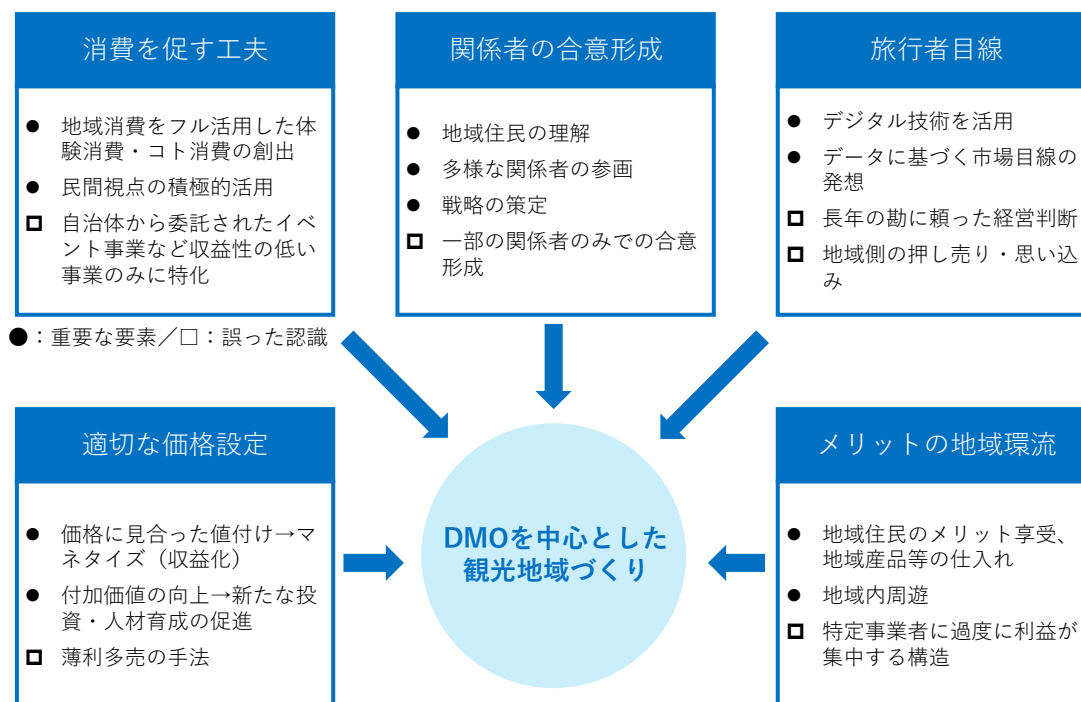 消費を促す工夫
● 地域消費をフル活用した体
験消費・コト消費の創出
● 民間視点の積極的活用
□ 自治体から委託されたイベ
ント事業など収益性の低い
事業のみに特化
関係者の合意形成
● 地域住民の理解
● 多様な関係者の参画
● 戦略の策定
□ 一部の関係者のみでの合意
形成
旅行者目線
● デジタル技術を活用
● データに基づく市場目線の
発想
□ 長年の勘に頼った経営判断
□ 地域側の押し売り・思い込
み
●：重要な要素／□：誤った認識
適切な価格設定
● 価格に見合った値付け→マ
ネタイズ（収益化）
● 付加価値の向上→新たな投
資・人材育成の促進
□ 薄利多売の手法
DMOを中心とした
観光地域づくり
メリットの地域環流
● 地域住民のメリット享受、
地域産品等の仕入れ
● 地域内周遊
□ 特定事業者に過度に利益が
集中する構造